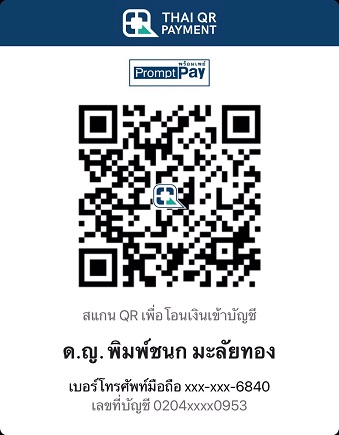 THAI QR
PAYMENT
พร้อมเพย์
PromptPay
สแกน QR เพื่อโอนเงินเข้าบัญชี
ด.ญ. พิมพ์ชนก มะลัยทอง
เบอร์โทรศัพท์มือถือ xxx-xxx-6840
เลขที่บัญชี 0204xxxx0953